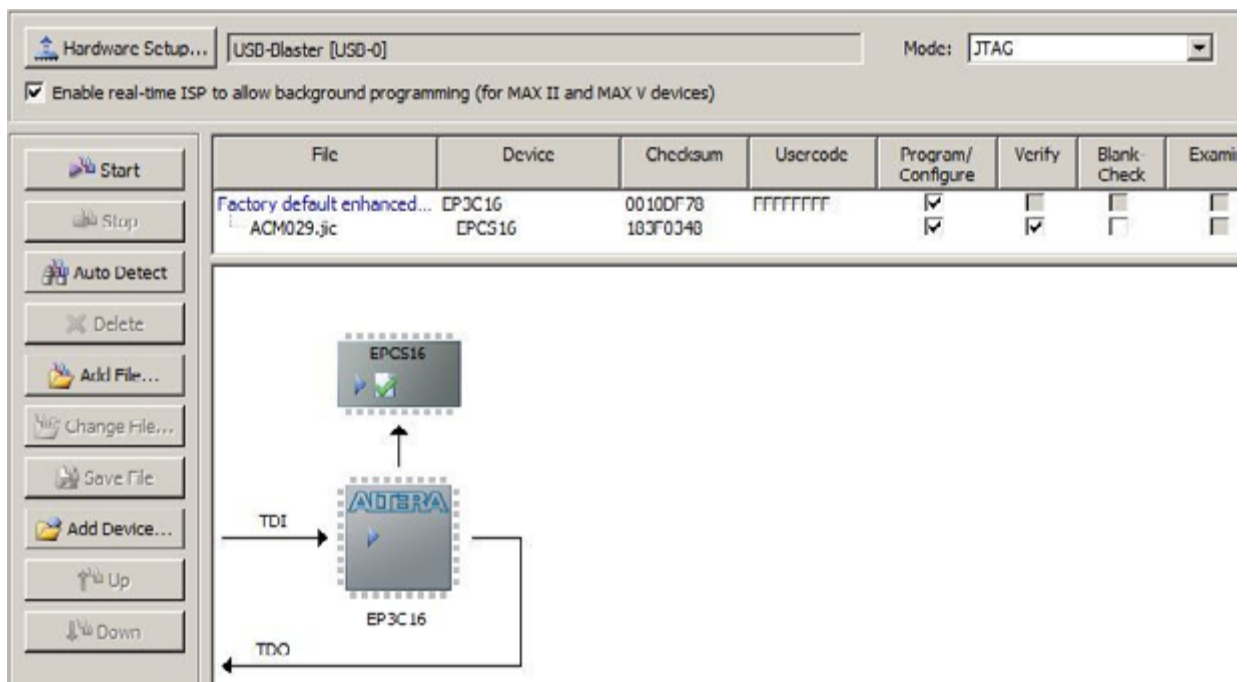 Hardware Setup... USB-Blaster [USB-0] Mode: JTAG
Enable real-time ISP to allow background programming (for MAX II and MAX V devices)
Start
Stop
Auto Detect
Delete
Add File...
Change File...
Save File
Add Device...
Up
Down
File Device Checksum Usercode Program/ Configure Verify Blank- Check Examin
Factory default enhanced... EP3C16 0010DF78 FFFFFFFF
ACM029.jic EPCS16 183F0348
EPCS16
TDI
ALTERA
EP3C16
TDO